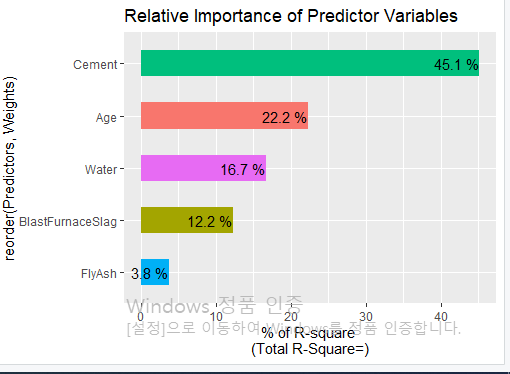 Relative Importance of Predictor Variables
reorder(Predictors, Weights)
Cement
45.1 %
Age
22.2 %
Water
16.7 %
BlastFurnaceSlag
12.2 %
FlyAsh
3.8 %
0 10 20 30 40
% of R-square
(Total R-Square=)
Windows 정품 인증
[설정]으로 이동하여 Windows를 정품 인증합니다.